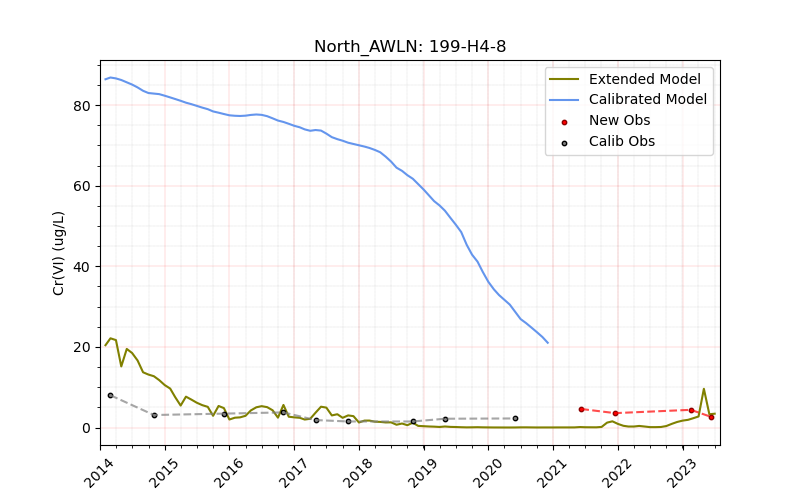 North_AWLN: 199-H4-8
Extended Model
Calibrated Model
New Obs
Calib Obs
Cr(VI) (ug/L)
80
60
40
20
0
2014 2015 2016 2017 2018 2019 2020 2021 2022 2023